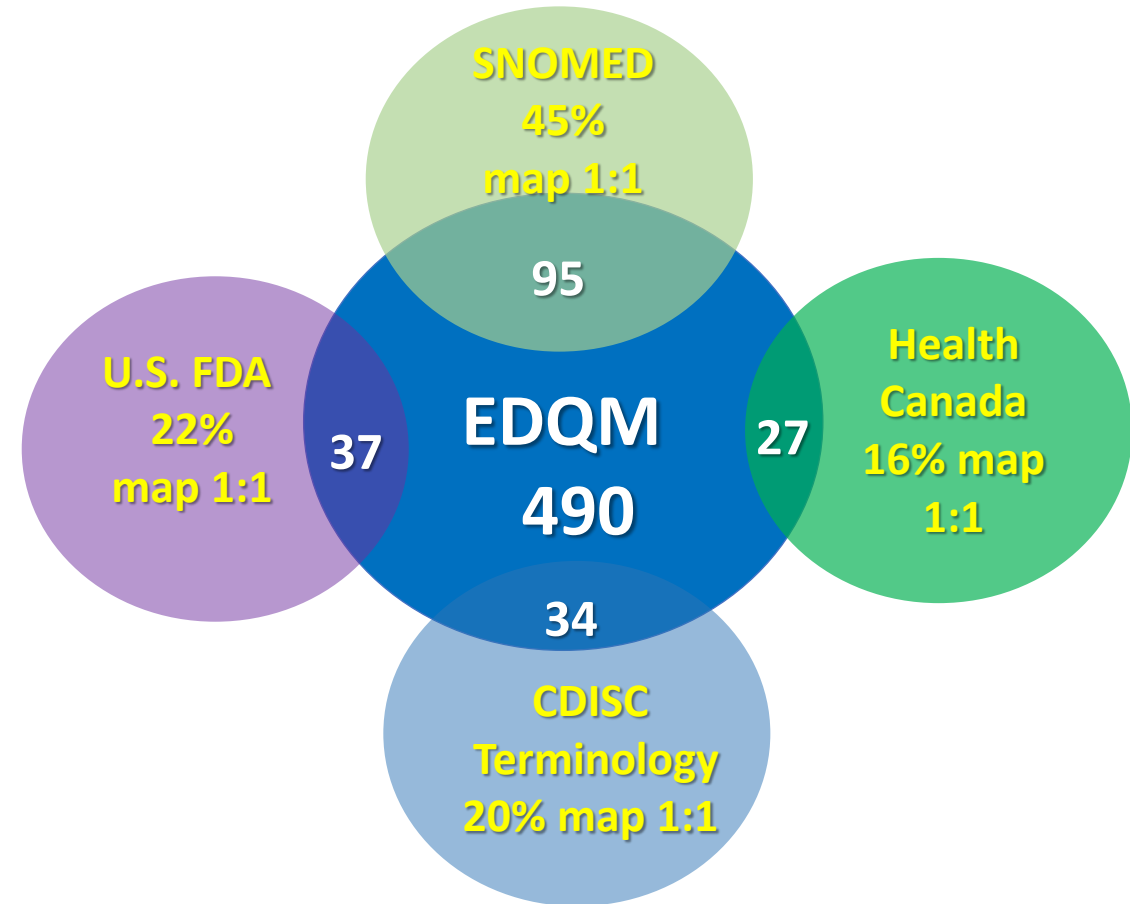 SNOMED
45%
map 1:1
95
U.S. FDA
22%
map 1:1
37
EDQM
490
27
Health
Canada
16% map
1:1
34
CDISC
Terminology
20% map 1:1